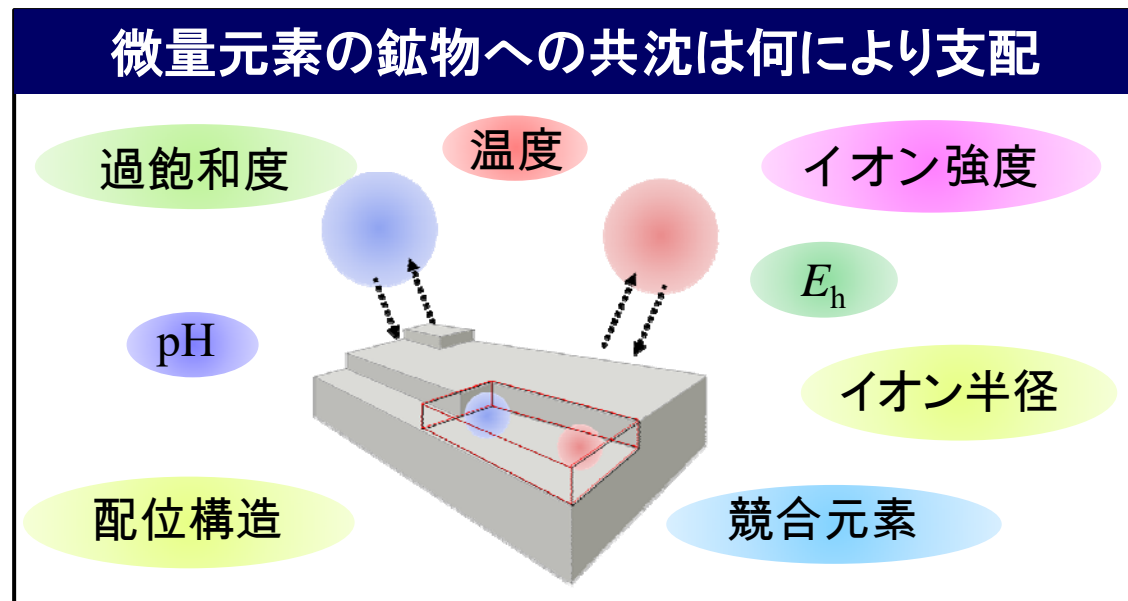 微量元素の鉱物への共沈は何により支配
過飽和度
温度
イオン強度
Eh
pH
イオン半径
配位構造
競合元素